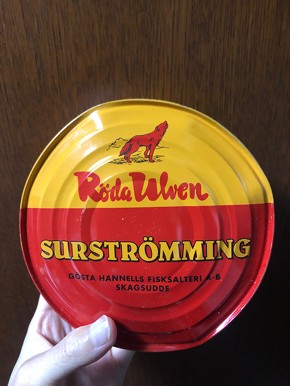 Röda Ulven
SURSTRÖMMING
GÖSTA HANNELLS FISKSALTERI A-B
SKAGSUDDE